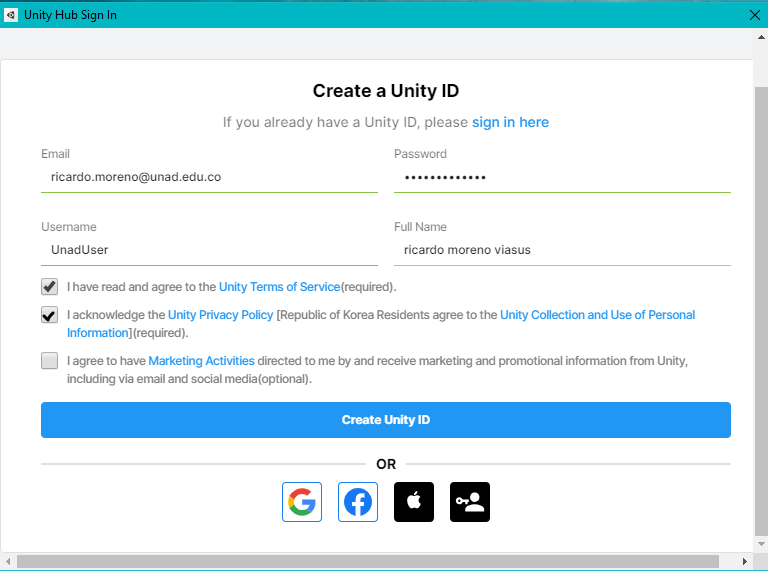 Unity Hub Sign In
Create a Unity ID
If you already have a Unity ID, please sign in here
Email
Password
ricardo.moreno@unad.edu.co
•••••••••••••
Username
Full Name
UnadUser
ricardo moreno viasus
I have read and agree to the Unity Terms of Service(required).
I acknowledge the Unity Privacy Policy [Republic of Korea Residents agree to the Unity Collection and Use of Personal
Information](required).
I agree to have Marketing Activities directed to me by and receive marketing and promotional information from Unity,
including via email and social media(optional).
Create Unity ID
OR